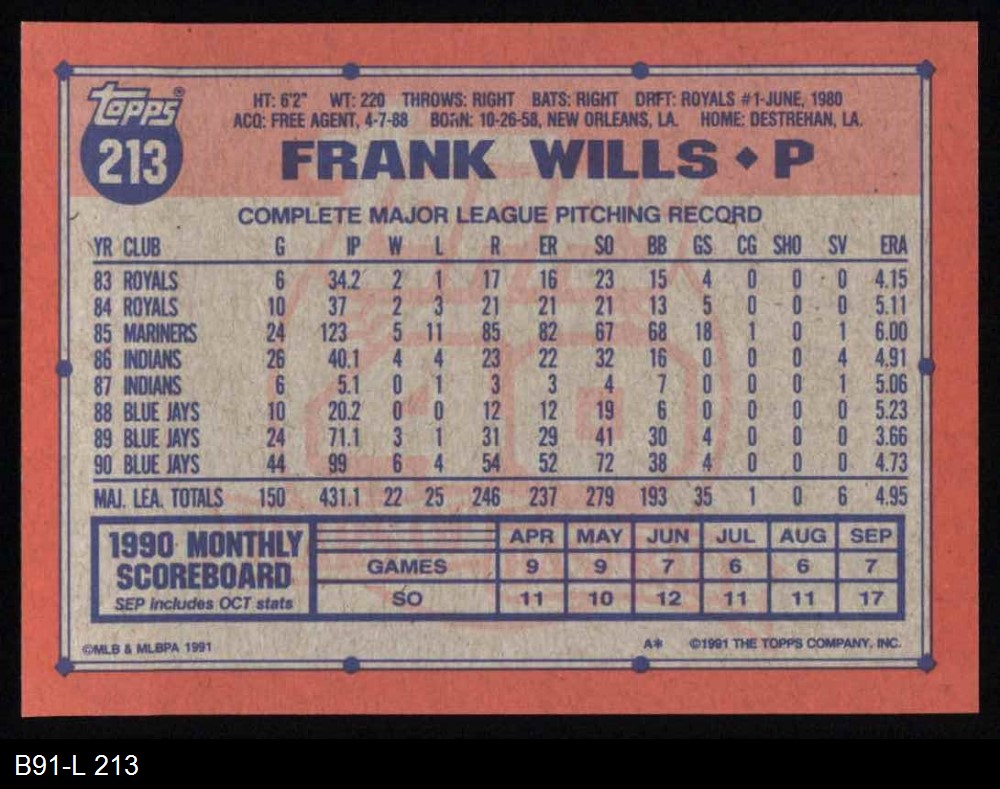 Topps®
213
HT: 6'2" WT: 220 THROWS: RIGHT BATS: RIGHT DRFT: ROYALS #1-JUNE, 1980
ACQ: FREE AGENT, 4-7-88 BORN: 10-26-58, NEW ORLEANS, LA. HOME: DESTREHAN, LA.
FRANK WILLS ◆ P
COMPLETE MAJOR LEAGUE PITCHING RECORD
YR CLUB G IP W L R ER SO BB GS CG SHO SV ERA
83 ROYALS 6 34.2 2 1 17 16 23 15 4 0 0 0 4.15
84 ROYALS 10 37 2 3 21 21 21 13 5 0 0 0 5.11
85 MARINERS 24 123 5 11 85 82 67 68 18 1 0 1 6.00
86 INDIANS 26 40.1 4 4 23 22 32 16 0 0 0 4 4.91
87 INDIANS 6 5.1 0 1 3 3 4 7 0 0 0 1 5.06
88 BLUE JAYS 10 20.2 0 0 12 12 19 6 0 0 0 0 5.23
89 BLUE JAYS 24 71.1 3 1 31 29 41 30 4 0 0 0 3.66
90 BLUE JAYS 44 99 6 4 54 52 72 38 4 0 0 0 4.73
MAJ. LEA. TOTALS 150 431.1 22 25 246 237 279 193 35 1 0 6 4.95
1990 MONTHLY
SCOREBOARD
SEP includes OCT stats
APR MAY JUN JUL AUG SEP
GAMES 9 9 7 6 6 7
SO 11 10 12 11 11 17
©MLB & MLBPA 1991
A* ©1991 THE TOPPS COMPANY, INC.
B91-L 213